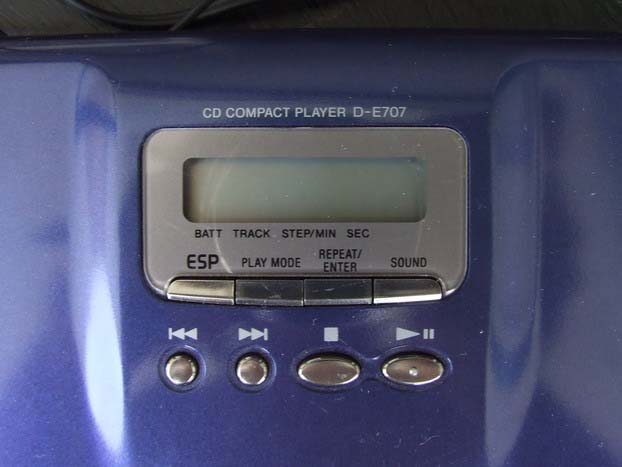 CD COMPACT PLAYER D-E707
BATT TRACK STEP/MIN SEC
ESP PLAY MODE REPEAT/ENTER SOUND